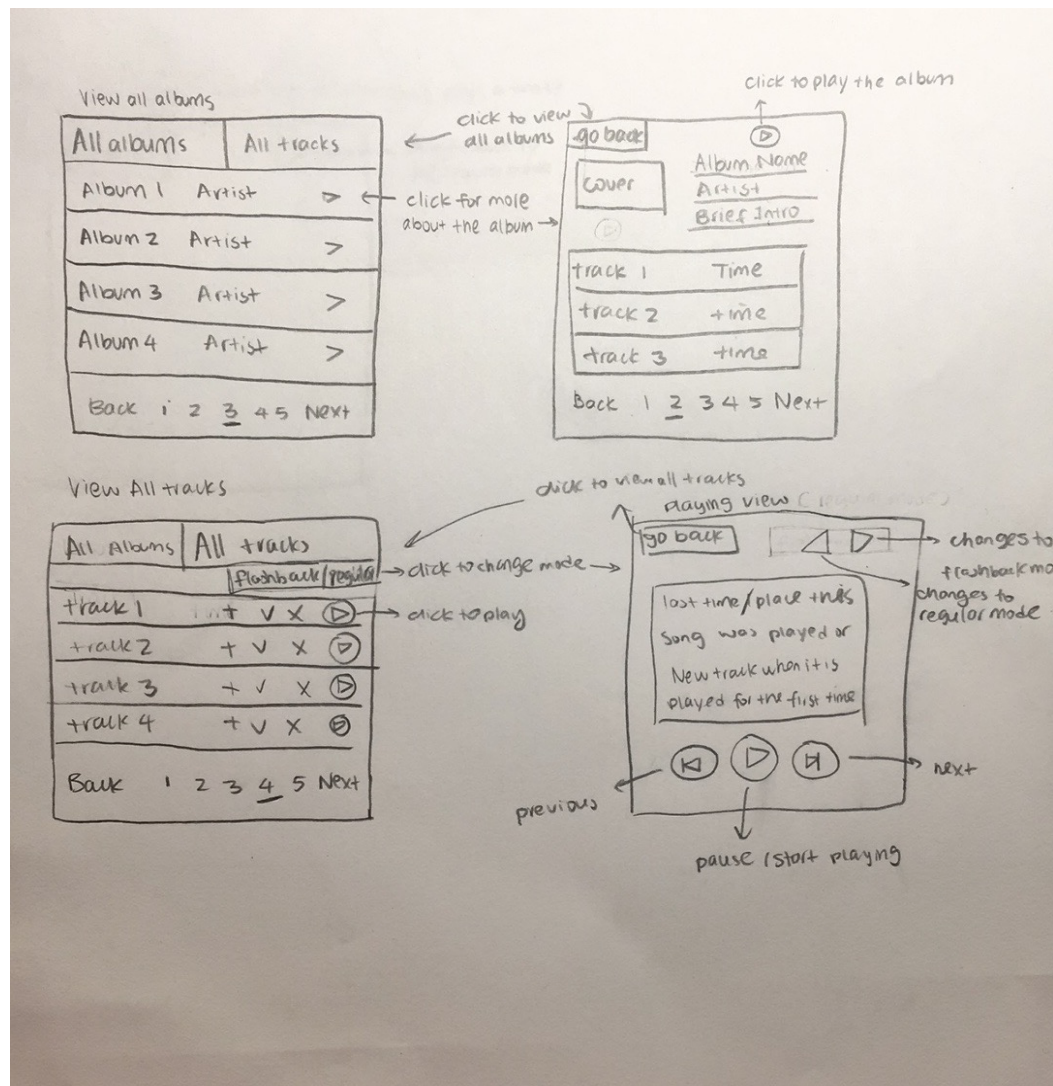 View all albums
All albums All tracks
Album 1 Artist >
Album 2 Artist >
Album 3 Artist >
Album 4 Artist >
Back 1 2 3 4 5 Next
click to view
all albums
click for more
about the album
click to play the album
go back
cover
Album Name
Artist
Brief Intro
track 1 Time
track 2 time
track 3 time
Back 1 2 3 4 5 Next
View All tracks
All Albums All tracks
flashback/regular
track 1 + v x
track 2 + v x
track 3 + v x
track 4 + v x
Back 1 2 3 4 5 Next
click to view all tracks
click to change mode
click to play
playing view
go back
changes to
flashback mo
changes to
regular mode
last time/place this
song was played or
New track when it is
played for the first time
previous
next
pause / start playing